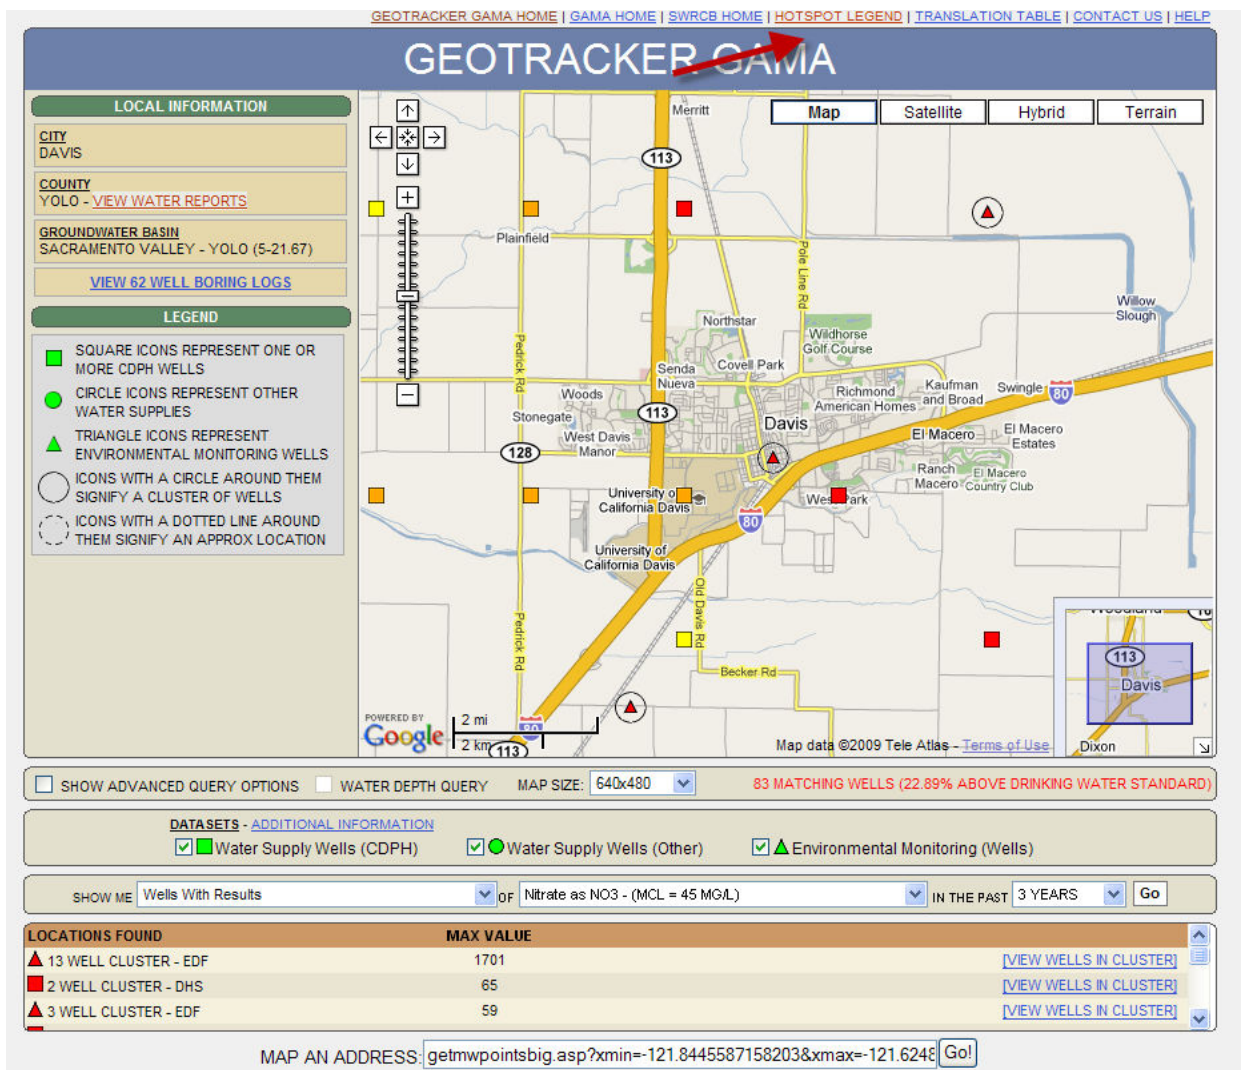 GEOTRACKER GAMA HOME | GAMA HOME | SWRCB HOME | HOTSPOT LEGEND | TRANSLATION TABLE | CONTACT US | HELP
GEOTRACKER GAMA
LOCAL INFORMATION
CITY
DAVIS
COUNTY
YOLO - VIEW WATER REPORTS
GROUNDWATER BASIN
SACRAMENTO VALLEY - YOLO (5-21.67)
VIEW 62 WELL BORING LOGS
LEGEND
SQUARE ICONS REPRESENT ONE OR
MORE CDPH WELLS
CIRCLE ICONS REPRESENT OTHER
WATER SUPPLIES
TRIANGLE ICONS REPRESENT
ENVIRONMENTAL MONITORING WELLS
ICONS WITH A CIRCLE AROUND THEM
SIGNIFY A CLUSTER OF WELLS
ICONS WITH A DOTTED LINE AROUND
THEM SIGNIFY AN APPROX LOCATION
Merritt
Map Satellite Hybrid Terrain
113
Plainfield
Pole Line Rd
Willow
Slough
Northstar
Wildhorse
Golf Course
Pedrick Rd
Covell Park
Senda
Nueva
Woods
Richmond
American Homes
Kaufman
and Broad
Swingle
80
Stonegate
113
Davis
West Davis
Manor
128
El Macero
El Macero
Estates
Ranch
Macero
El Macero
Country Club
University of
California Davis
West Park
80
University of
California Davis
Old Davis Rd
Pedrick Rd
Becker Rd
Woodland
113
Davis
Dixon
POWERED BY
Google
2 mi
2 km
80
113
Map data ©2009 Tele Atlas - Terms of Use
SHOW ADVANCED QUERY OPTIONS WATER DEPTH QUERY MAP SIZE: 640x480 83 MATCHING WELLS (22.89% ABOVE DRINKING WATER STANDARD)
DATASETS - ADDITIONAL INFORMATION
Water Supply Wells (CDPH) Water Supply Wells (Other) Environmental Monitoring (Wells)
SHOW ME Wells With Results OF Nitrate as NO3 - (MCL = 45 MG/L) IN THE PAST 3 YEARS Go
LOCATIONS FOUND MAX VALUE
13 WELL CLUSTER - EDF 1701 [VIEW WELLS IN CLUSTER]
2 WELL CLUSTER - DHS 65 [VIEW WELLS IN CLUSTER]
3 WELL CLUSTER - EDF 59 [VIEW WELLS IN CLUSTER]
MAP AN ADDRESS: getmwpointsbig.asp?xmin=-121.8445587158203&xmax=-121.6248 Go!